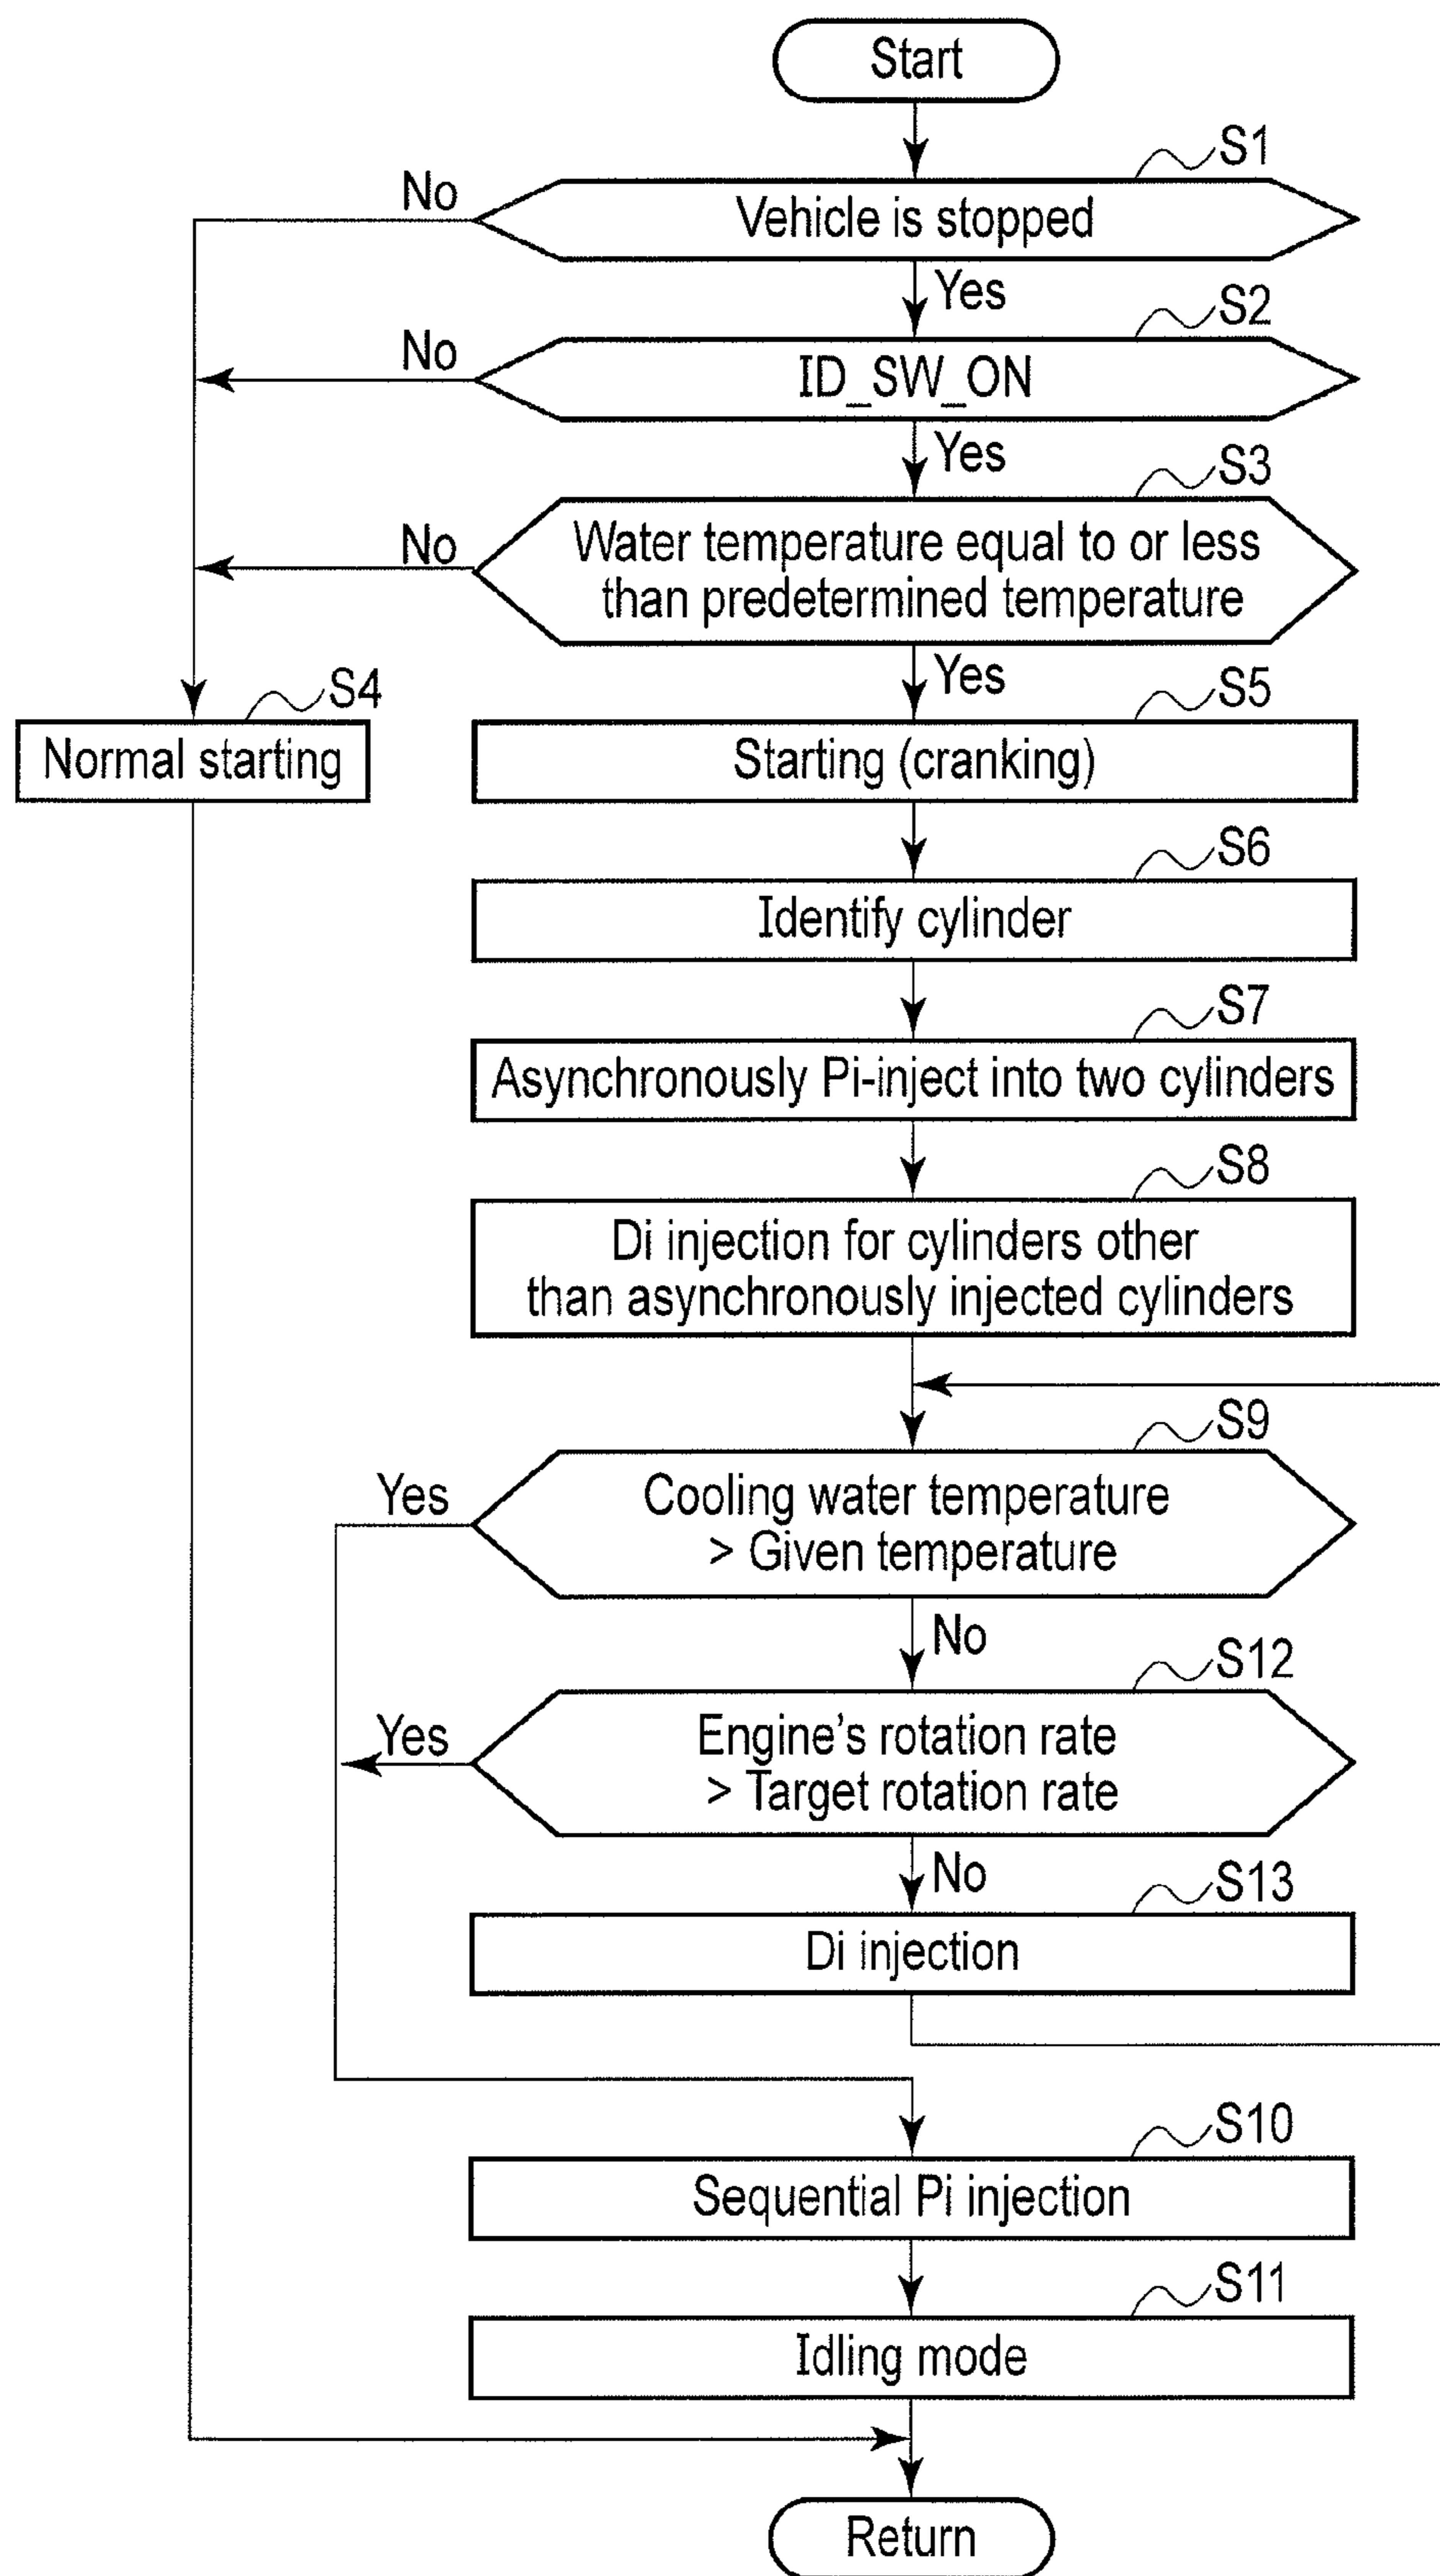 Start
S1
No
Vehicle is stopped
Yes
S2
No
ID_SW_ON
Yes
S3
No
Water temperature equal to or less
than predetermined temperature
Yes
S4
S5
Normal starting
Starting (cranking)
S6
Identify cylinder
S7
Asynchronously Pi-inject into two cylinders
S8
Di injection for cylinders other
than asynchronously injected cylinders
S9
Yes
Cooling water temperature
> Given temperature
No
S12
Yes
Engine's rotation rate
> Target rotation rate
No
S13
Di injection
S10
Sequential Pi injection
S11
Idling mode
Return